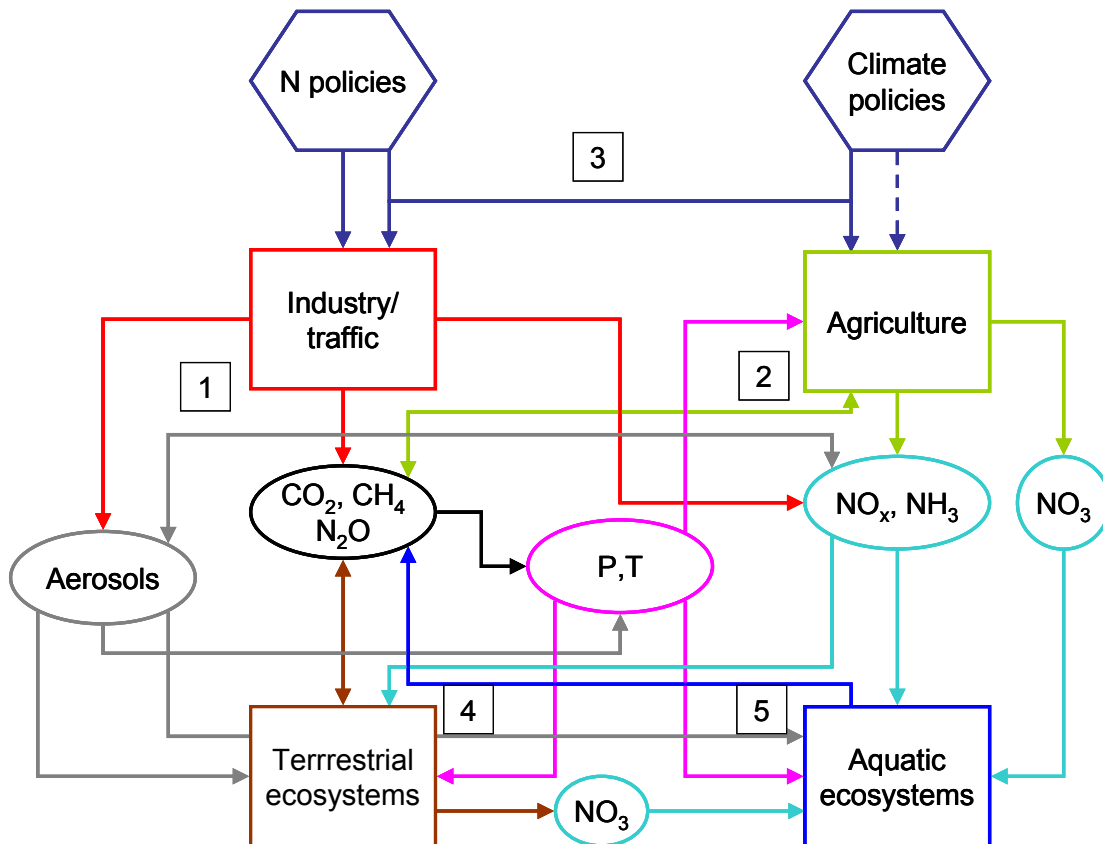 N policies
Climate
policies
3
Industry/
traffic
Agriculture
1
2
CO₂, CH₄
N₂O
NOₓ, NH₃
NO₃
Aerosols
P,T
4
5
Terrrestrial
ecosystems
Aquatic
ecosystems
NO₃